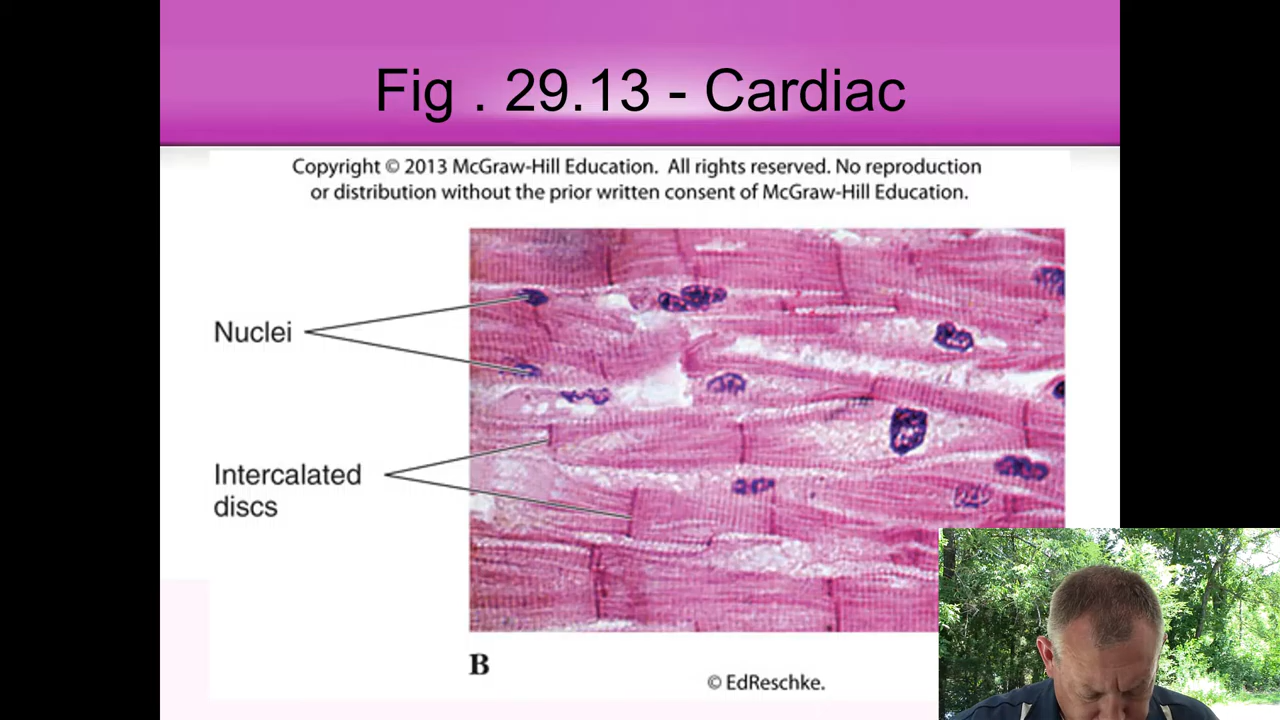 Fig . 29.13 - Cardiac
Copyright © 2013 McGraw-Hill Education. All rights reserved. No reproduction
or distribution without the prior written consent of McGraw-Hill Education.
Nuclei
Intercalated
discs
B
© EdReschke.